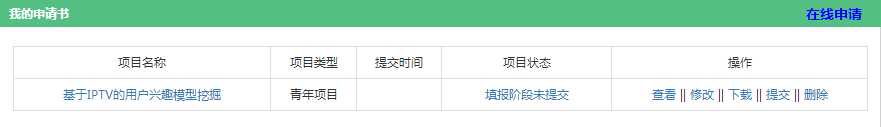 我的申请书 在线申请
项目名称 项目类型 提交时间 项目状态 操作
基于IPTV的用户兴趣模型挖掘 青年项目 填报阶段未提交 查看 || 修改 || 下载 || 提交 || 删除